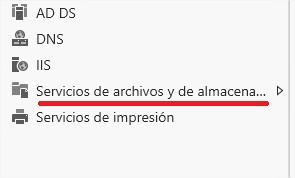 AD DS
DNS
IIS
Servicios de archivos y de almacena...
Servicios de impresión